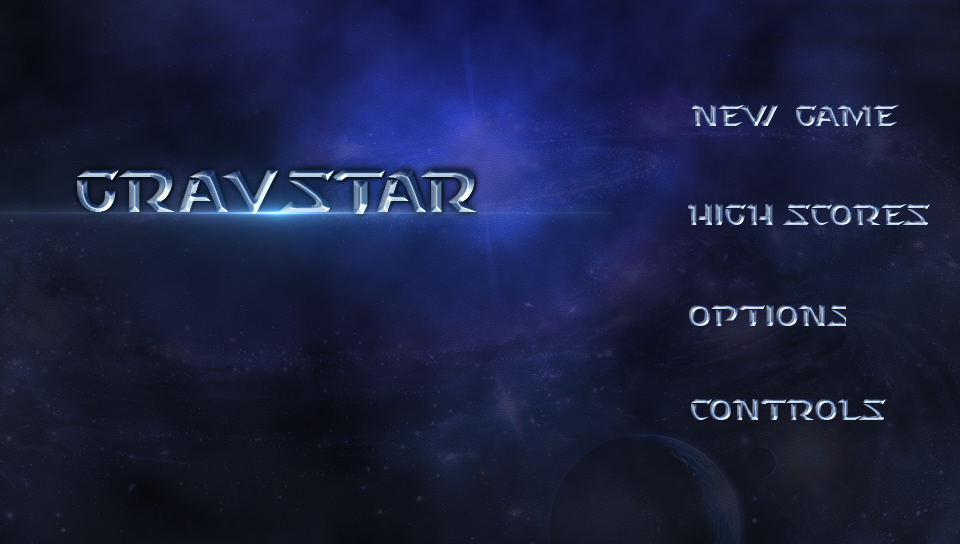 GRAVSTAR
NEW GAME
HIGH SCORES
OPTIONS
CONTROLS